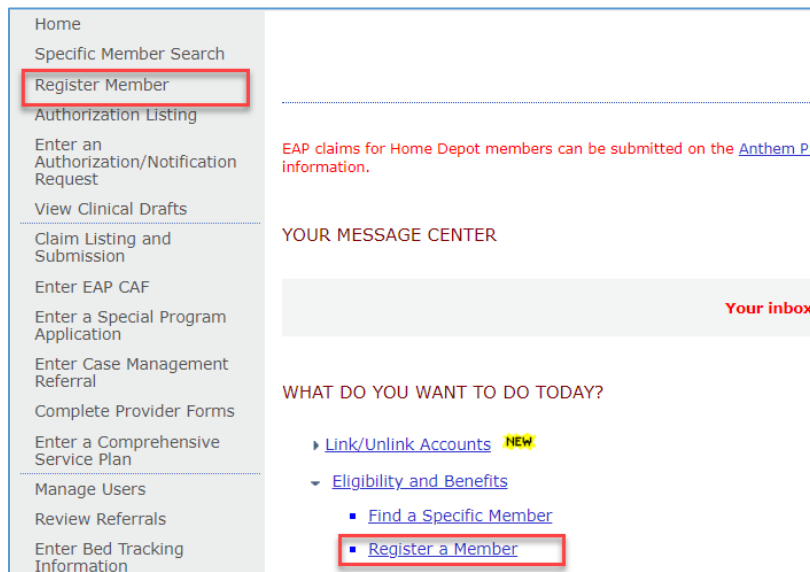 Home
Specific Member Search
Register Member
Authorization Listing
Enter an
Authorization/Notification
Request
View Clinical Drafts
Claim Listing and
Submission
Enter EAP CAF
Enter a Special Program
Application
Enter Case Management
Referral
Complete Provider Forms
Enter a Comprehensive
Service Plan
Manage Users
Review Referrals
Enter Bed Tracking
Information
EAP claims for Home Depot members can be submitted on the Anthem P
information.
YOUR MESSAGE CENTER
Your inbox
WHAT DO YOU WANT TO DO TODAY?
Link/Unlink Accounts NEW
Eligibility and Benefits
Find a Specific Member
Register a Member